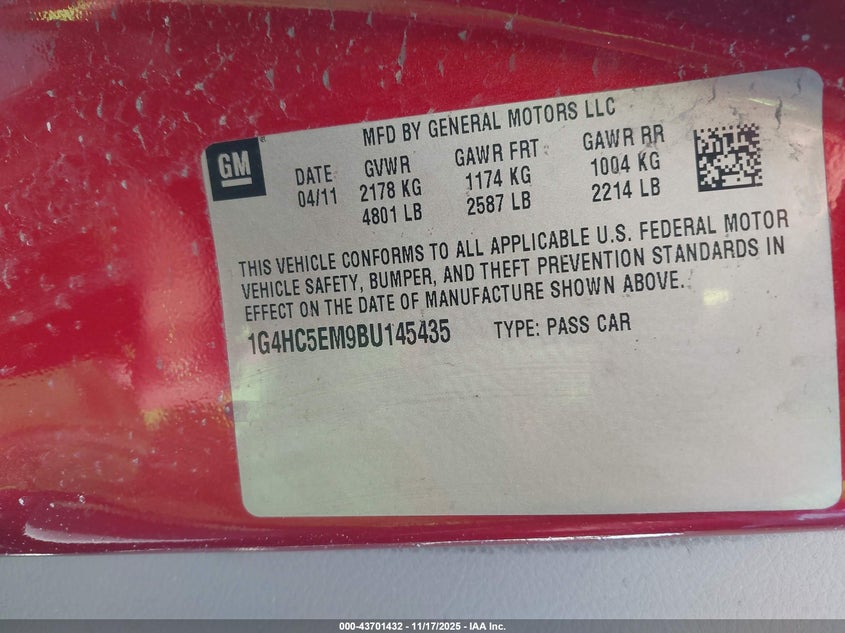 MFD BY GENERAL MOTORS LLC
GM
DATE GVWR GAWR FRT GAWR RR
04/11 2178 KG 1174 KG 1004 KG
4801 LB 2587 LB 2214 LB
THIS VEHICLE CONFORMS TO ALL APPLICABLE U.S. FEDERAL MOTOR
VEHICLE SAFETY, BUMPER, AND THEFT PREVENTION STANDARDS IN
EFFECT ON THE DATE OF MANUFACTURE SHOWN ABOVE.
1G4HC5EM9BU145435 TYPE: PASS CAR
000-43701432 - 11/17/2025 - IAA Inc.